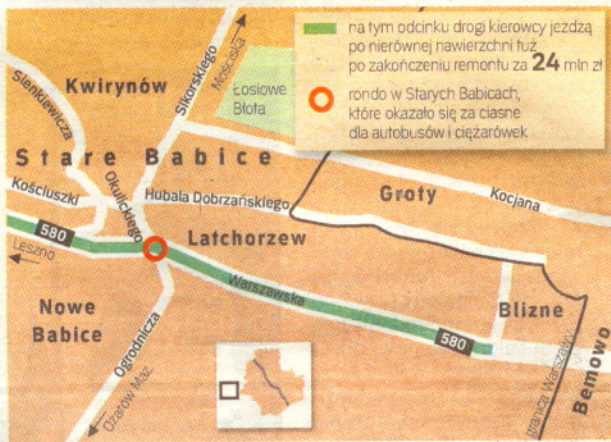 na tym odcinku drogi kierowcy jeżdżą
po nierównej nawierzchni tuż
po zakończeniu remontu za 24 mln zł
rondo w Starych Babicach,
które okazało się za ciasne
dla autobusów i ciężarówek
Sienkiewicza
Kwirynów
Sikorskiego
Mościska
Łosiowe
Błota
Stare Babice
Kościuszki
Okulickiego
Hubala Dobrzańskiego
Groty
Kocjana
580
Leszno
Latchorzew
Warszawska
Nowe
Babice
Ogrodnicza
Ożarów Maz.
580
Blizne
granica Warszawy
Bemowo